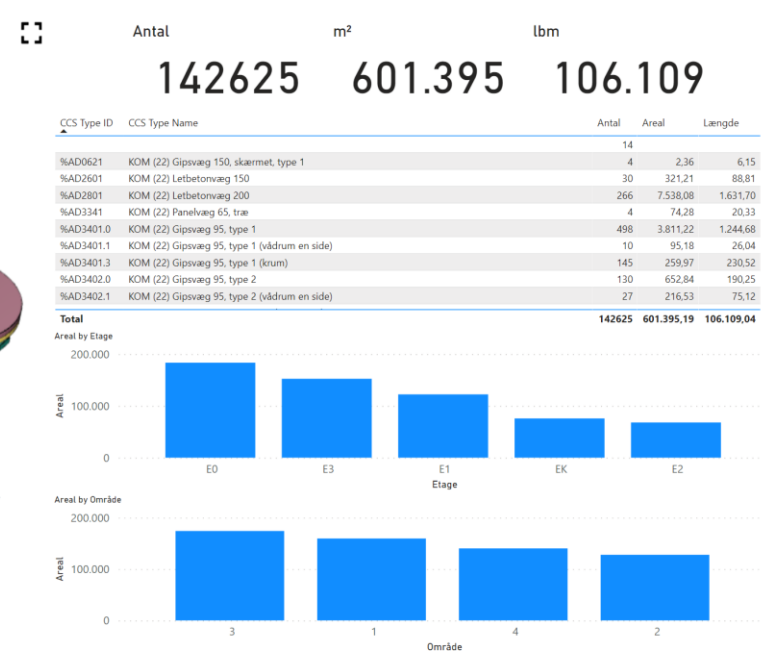 Antal m² lbm
142625 601.395 106.109
CCS Type ID CCS Type Name Antal Areal Længde
14
%AD0621 KOM (22) Gipsvæg 150, skærmet, type 1 4 2,36 6,15
%AD2601 KOM (22) Letbetonvæg 150 30 321,21 88,81
%AD2801 KOM (22) Letbetonvæg 200 266 7.538,08 1.631,70
%AD3341 KOM (22) Panelvæg 65, træ 4 74,28 20,33
%AD3401.0 KOM (22) Gipsvæg 95, type 1 498 3.811,22 1.244,68
%AD3401.1 KOM (22) Gipsvæg 95, type 1 (vådrum en side) 10 95,18 26,04
%AD3401.3 KOM (22) Gipsvæg 95, type 1 (krum) 145 259,97 230,52
%AD3402.0 KOM (22) Gipsvæg 95, type 2 130 652,84 190,25
%AD3402.1 KOM (22) Gipsvæg 95, type 2 (vådrum en side) 27 216,53 75,12
Total 142625 601.395,19 106.109,04
Areal by Etage
200.000
100.000
0
Areal
E0 E3 E1 EK E2
Etage
Areal by Område
200.000
100.000
0
Areal
3 1 4 2
Område